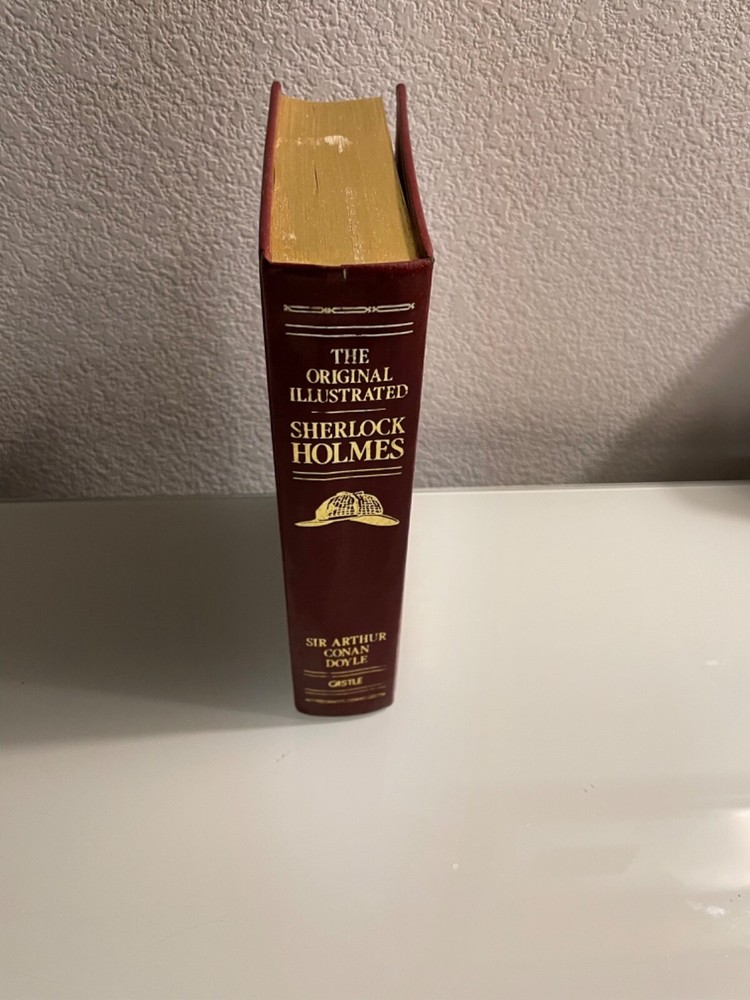 THE
ORIGINAL
ILLUSTRATED
SHERLOCK
HOLMES
SIR ARTHUR
CONAN
DOYLE
CASTLE